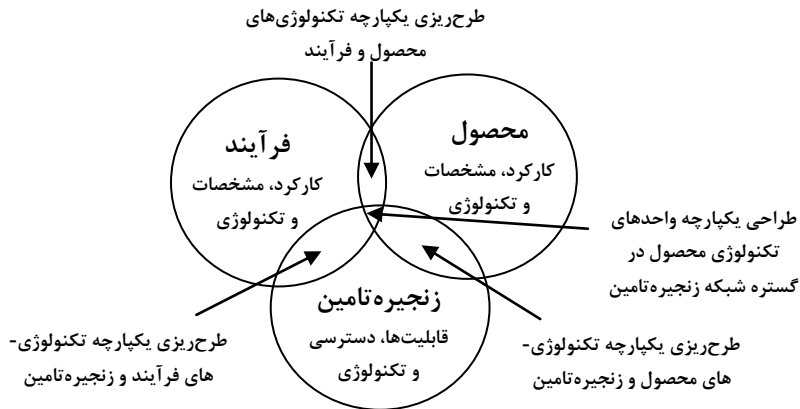 طرح‌ریزی یکپارچه تکنولوژی‌های
محصول و فرآیند
محصول
کارکرد، مشخصات
و تکنولوژی
فرآیند
کارکرد، مشخصات
و تکنولوژی
طراحی یکپارچه واحدهای
تکنولوژی محصول در
گستره شبکه زنجیره‌تامین
زنجیره‌تامین
قابلیت‌ها، دسترسی
و تکنولوژی
طرح‌ریزی یکپارچه تکنولوژی-
های محصول و زنجیره‌تامین
طرح‌ریزی یکپارچه تکنولوژی-
های فرآیند و زنجیره‌تامین